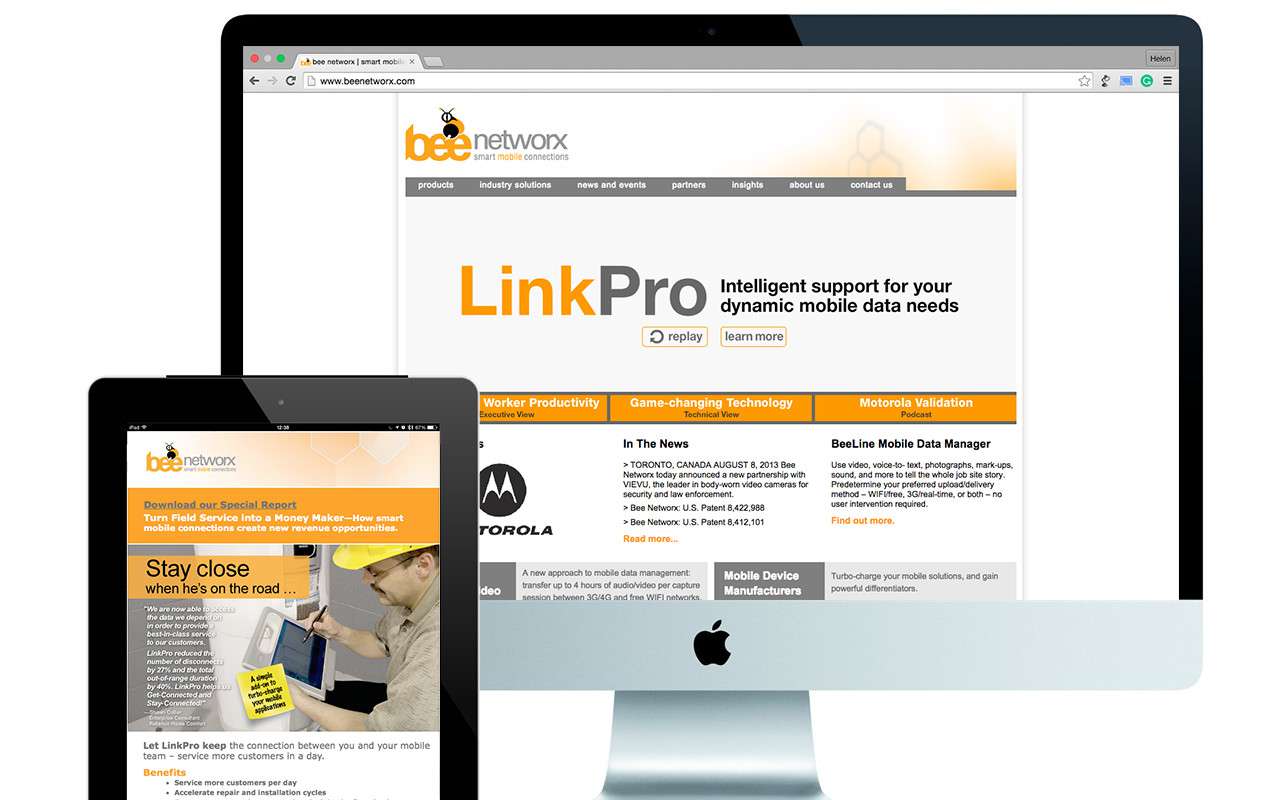 bee networx | smart mobile
Helen
www.beenetworx.com
bee networx
smart mobile connections
products industry solutions news and events partners insights about us contact us
LinkPro
Intelligent support for your
dynamic mobile data needs
replay learn more
Worker Productivity
Executive View
Game-changing Technology
Technical View
Motorola Validation
Podcast
s
TOROLA
In The News
> TORONTO, CANADA AUGUST 8, 2013 Bee
Networx today announced a new partnership with
VIEVU, the leader in body-worn video cameras for
security and law enforcement.
> Bee Networx: U.S. Patent 8,422,988
> Bee Networx: U.S. Patent 8,412,101
Read more...
BeeLine Mobile Data Manager
Use video, voice-to- text, photographs, mark-ups,
sound, and more to tell the whole job site story.
Predetermine your preferred upload/delivery
method – WIFI/free, 3G/real-time, or both – no
user intervention required.
Find out more.
deo
A new approach to mobile data management:
transfer up to 4 hours of audio/video per capture
session between 3G/4G and free WIFI networks.
Mobile Device
Manufacturers
Turbo-charge your mobile solutions, and gain
powerful differentiators.
iPad 12:38 67%
bee networx
smart mobile connections
Download our Special Report
Turn Field Service into a Money Maker—How smart
mobile connections create new revenue opportunities.
Stay close
when he's on the road ...
"We are now able to access
the data we depend on
in order to provide a
best-in-class service
to our customers.
LinkPro reduced the
number of disconnects
by 27% and the total
out-of-range duration
by 40%. LinkPro helps us
Get-Connected and
Stay-Connected!"
Enterprise Consultant
Reliance Home Comfort
A simple
add-on to
turbo-charge
your mobile
applications
Let LinkPro keep the connection between you and your mobile
team – service more customers in a day.
Benefits
• Service more customers per day
• Accelerate repair and installation cycles